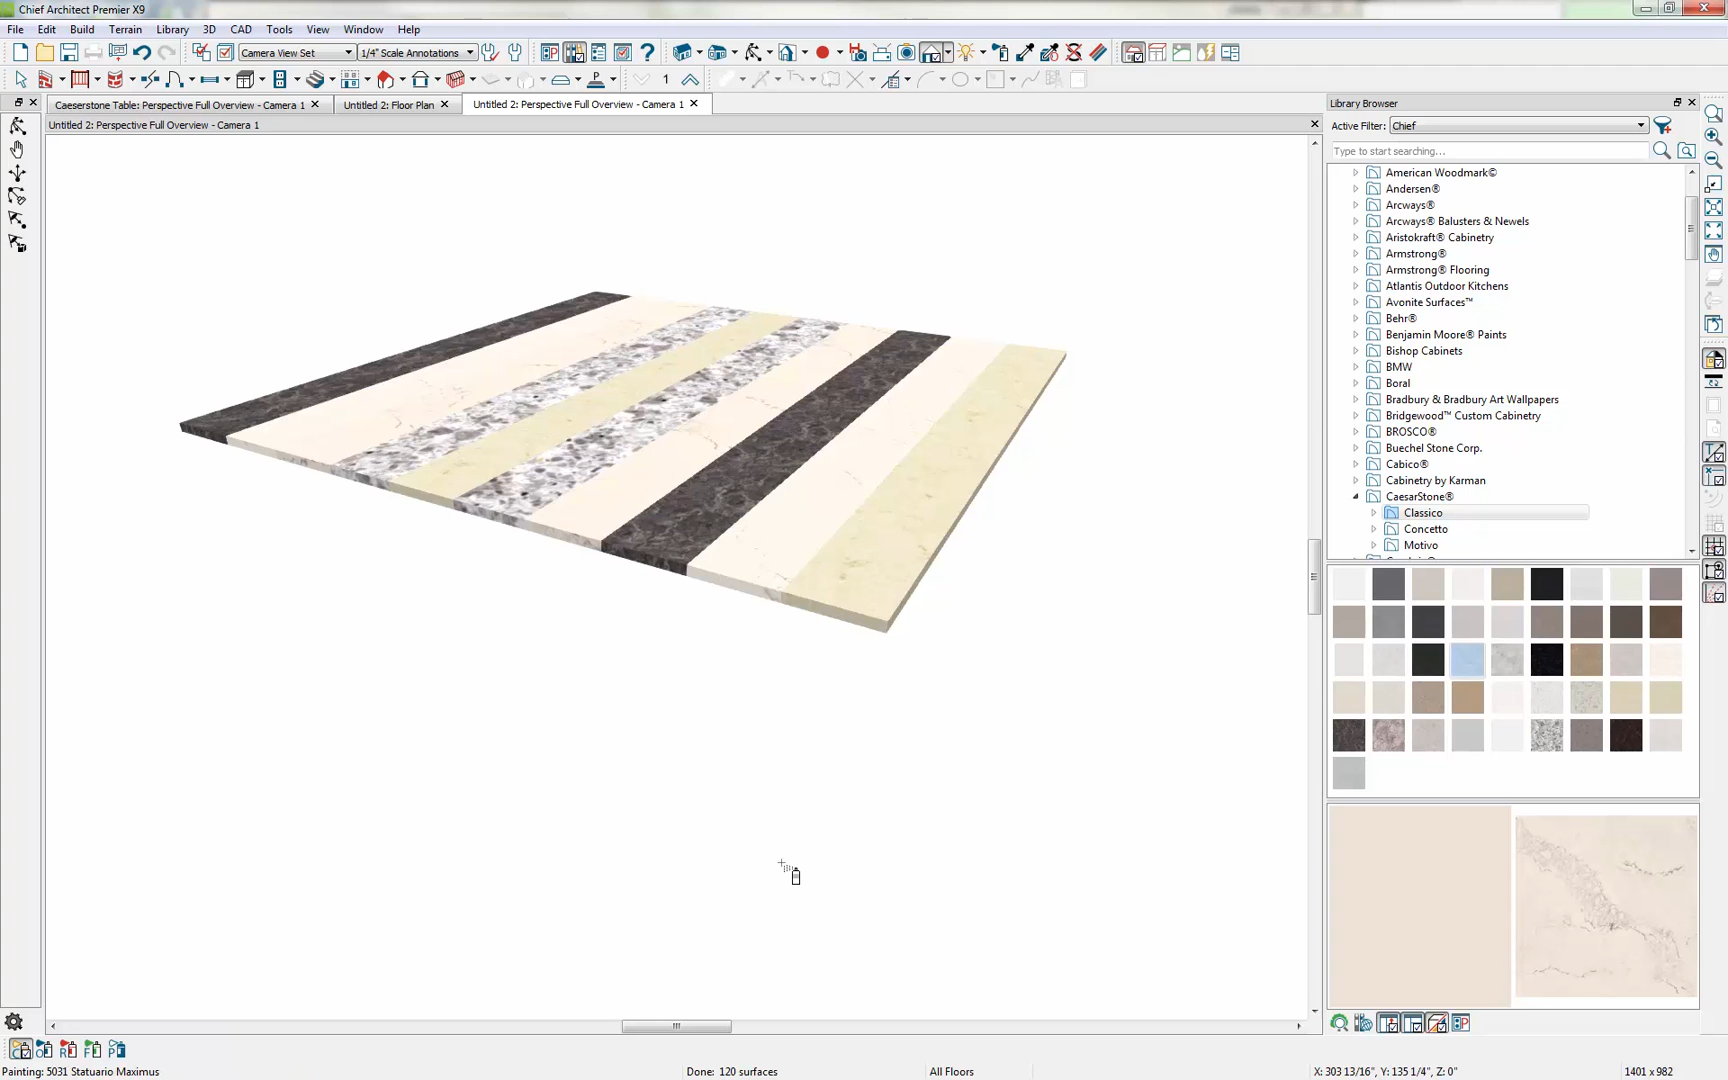 Chief Architect Premier X9
File Edit Build Terrain Library 3D CAD Tools View Window Help
Camera View Set 1/4" Scale Annotations
1
Caeserstone Table: Perspective Full Overview - Camera 1 Untitled 2: Floor Plan Untitled 2: Perspective Full Overview - Camera 1
Untitled 2: Perspective Full Overview - Camera 1
Library Browser
Active Filter: Chief
Type to start searching...
American Woodmark©
Andersen®
Arcways®
Arcways® Balusters & Newels
Aristokraft® Cabinetry
Armstrong®
Armstrong® Flooring
Atlantis Outdoor Kitchens
Avonite Surfaces™
Behr®
Benjamin Moore® Paints
Bishop Cabinets
BMW
Boral
Bradbury & Bradbury Art Wallpapers
Bridgewood™ Custom Cabinetry
BROSCO®
Buechel Stone Corp.
Cabico®
Cabinetry by Karman
CaesarStone®
Classico
Concetto
Motivo
Painting: 5031 Statuario Maximus Done: 120 surfaces All Floors X: 303 13/16", Y: 135 1/4", Z: 0" 1401 x 982